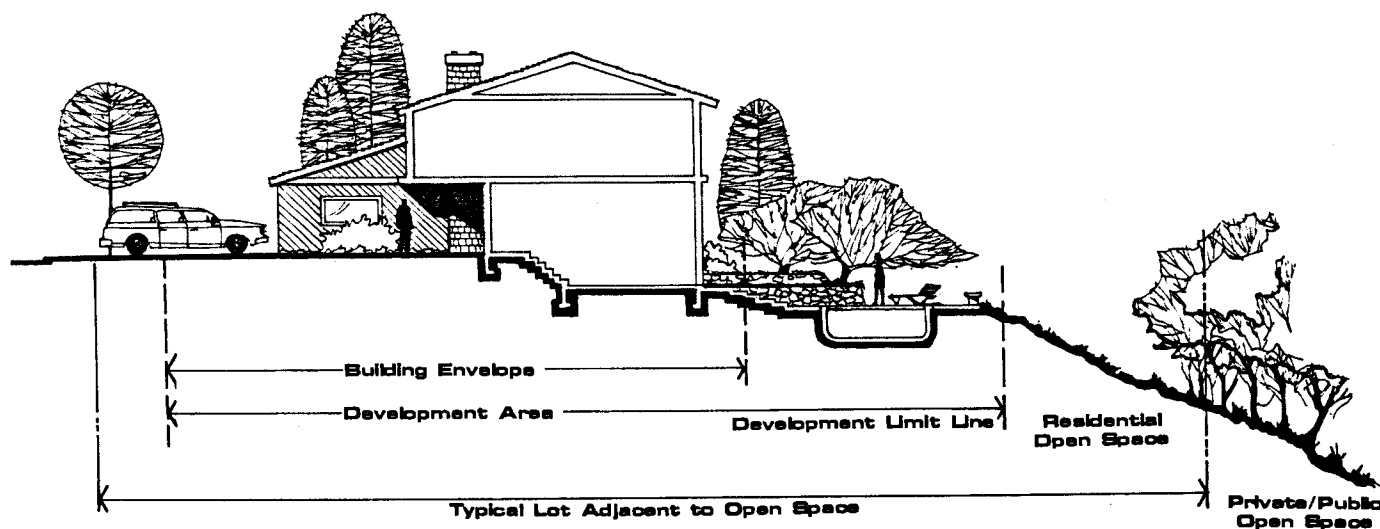 Building Envelope
Development Area
Development Limit Line
Residential
Open Space
Typical Lot Adjacent to Open Space
Private/Public
Open Space